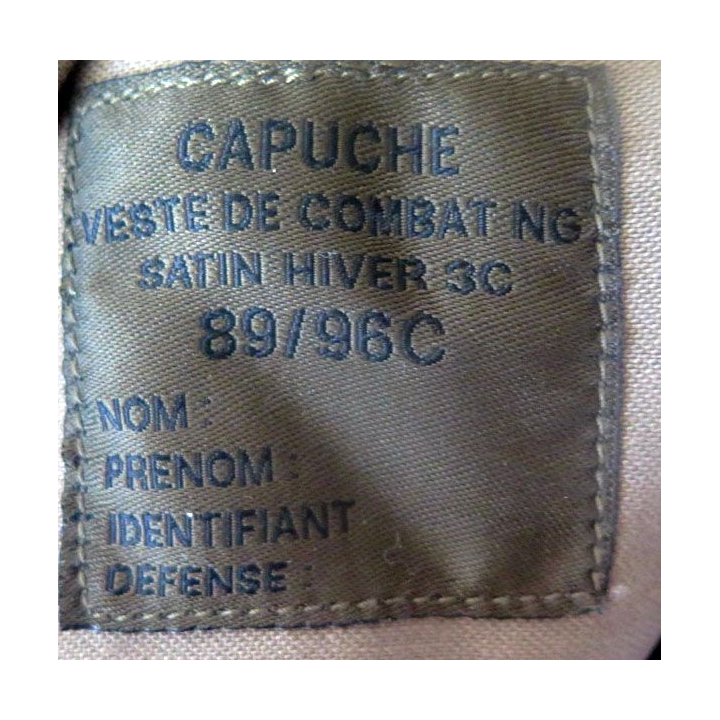 CAPUCHE
VESTE DE COMBAT NG
SATIN HIVER 3C
89/96C
NOM :
PRENOM :
IDENTIFIANT
DEFENSE :